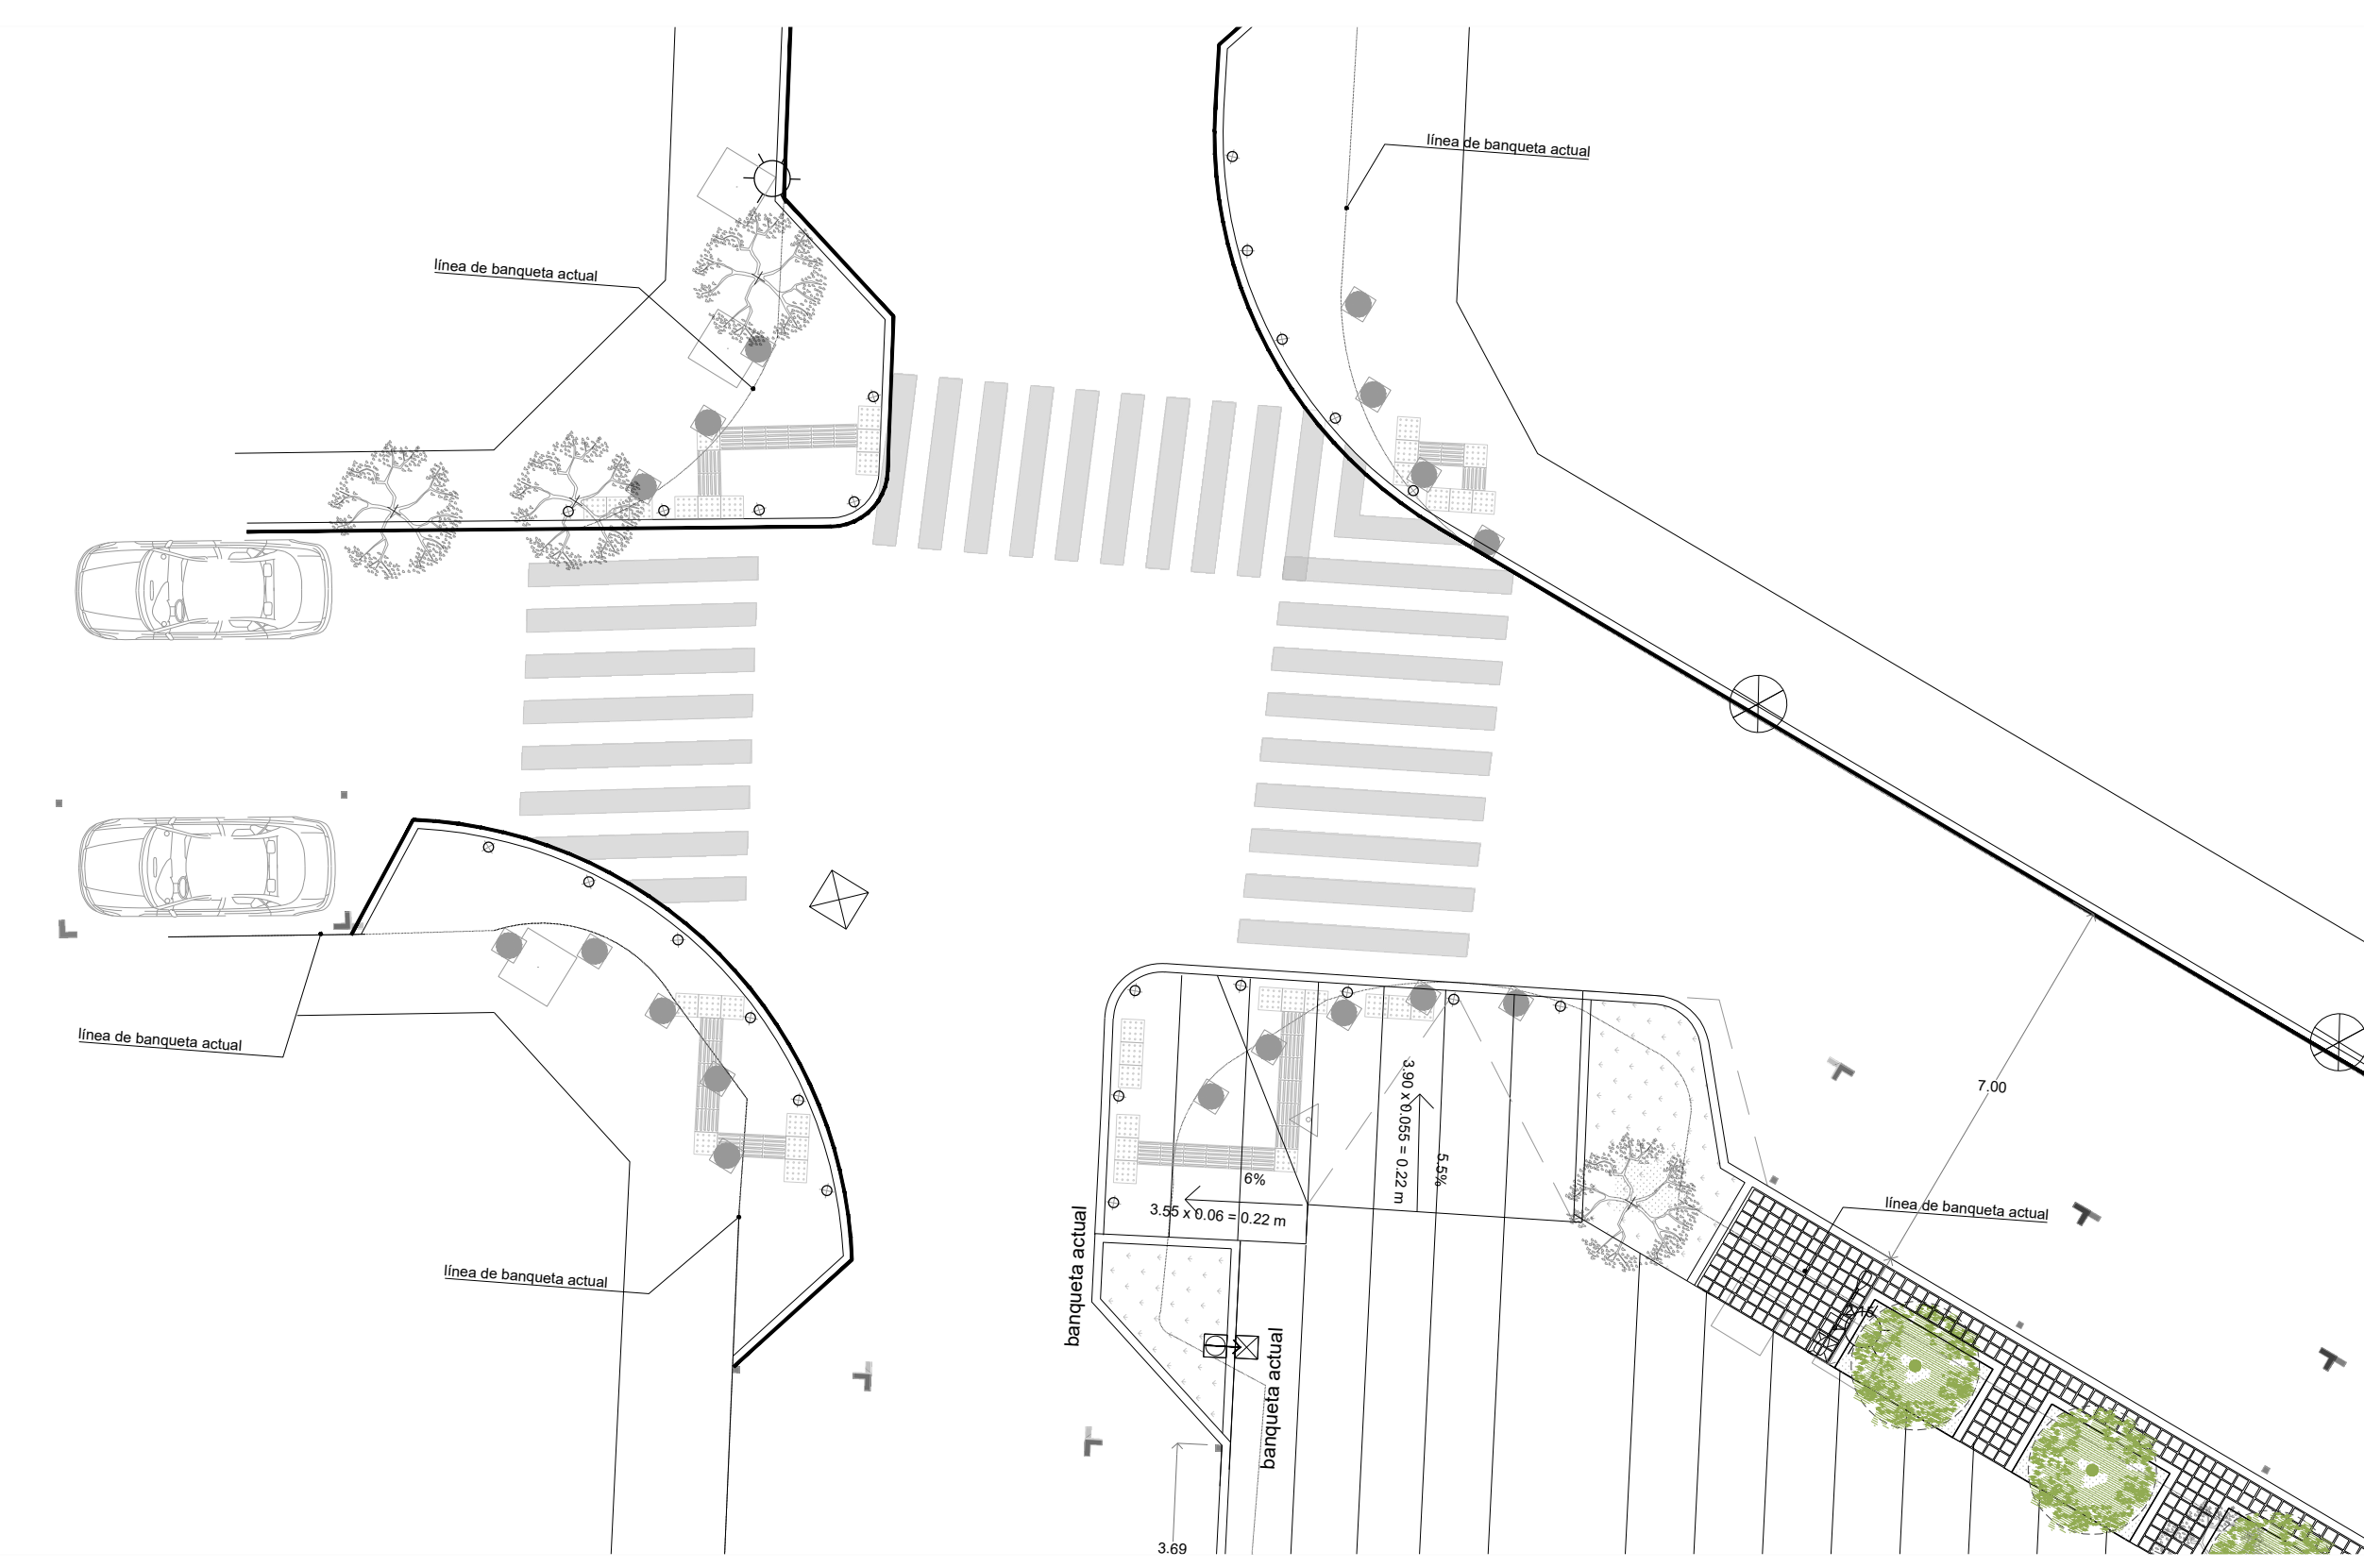 línea de banqueta actual
línea de banqueta actual
línea de banqueta actual
línea de banqueta actual
línea de banqueta actual
7.00
3.90 x 0.055 = 0.22 m
5.5%
6%
3.55 x 0.06 = 0.22 m
banqueta actual
banqueta actual
3.69